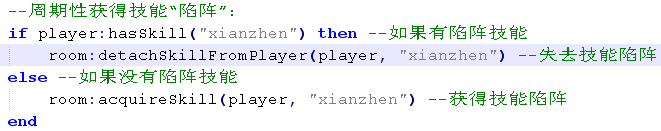 --周期性获得技能“陷阵”：
if player:hasSkill("xianzhen") then --如果有陷阵技能
room:detachSkillFromPlayer(player, "xianzhen") --失去技能陷阵
else --如果没有陷阵技能
room:acquireSkill(player, "xianzhen") --获得技能陷阵
end